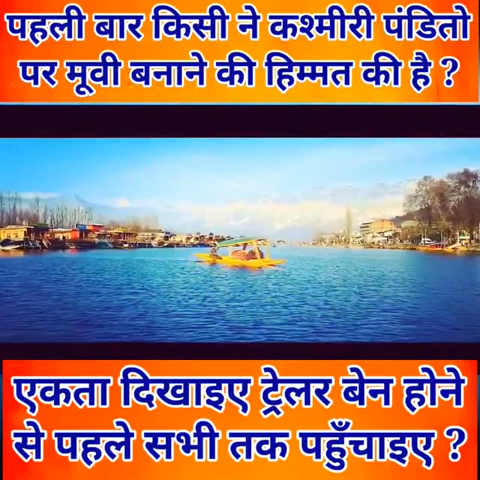 पहली बार किसी ने कश्मीरी पंडितो
पर मूवी बनाने की हिम्मत की है ?
एकता दिखाइए ट्रेलर बेन होने
से पहले सभी तक पहुँचाइए ?